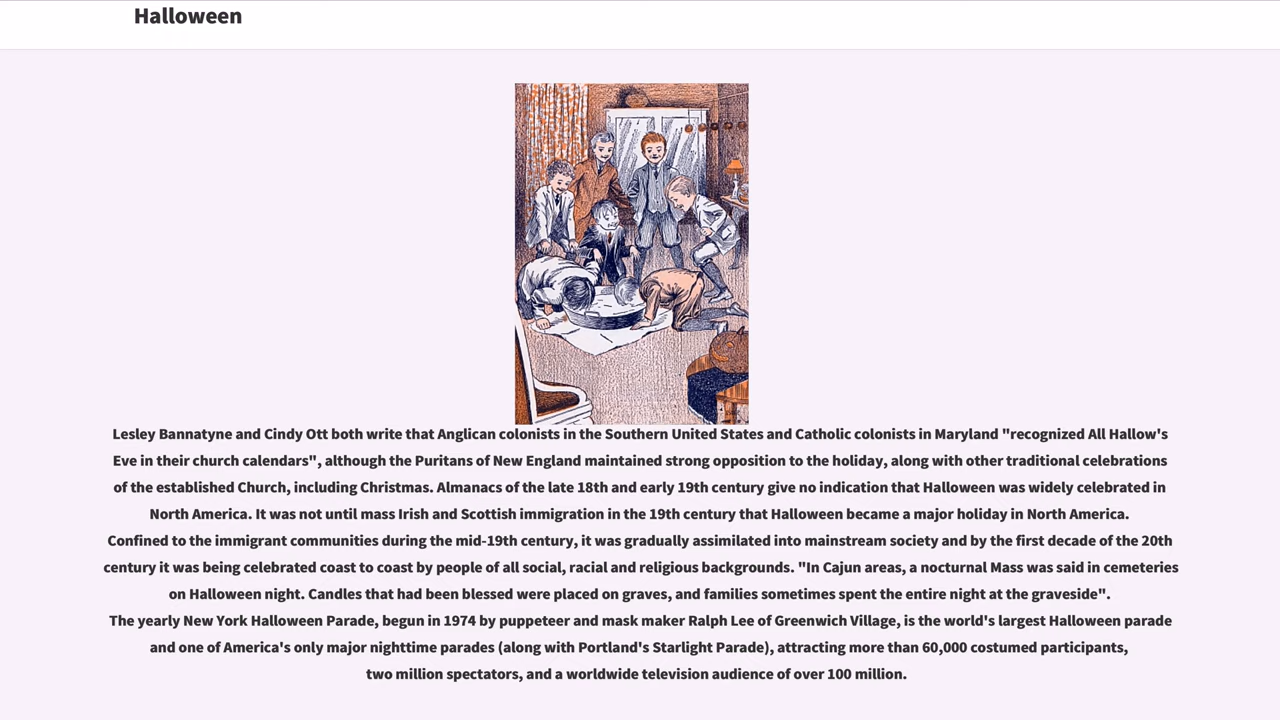 Halloween
Lesley Bannatyne and Cindy Ott both write that Anglican colonists in the Southern United States and Catholic colonists in Maryland "recognized All Hallow's
Eve in their church calendars", although the Puritans of New England maintained strong opposition to the holiday, along with other traditional celebrations
of the established Church, including Christmas. Almanacs of the late 18th and early 19th century give no indication that Halloween was widely celebrated in
North America. It was not until mass Irish and Scottish immigration in the 19th century that Halloween became a major holiday in North America.
Confined to the immigrant communities during the mid-19th century, it was gradually assimilated into mainstream society and by the first decade of the 20th
century it was being celebrated coast to coast by people of all social, racial and religious backgrounds. "In Cajun areas, a nocturnal Mass was said in cemeteries
on Halloween night. Candles that had been blessed were placed on graves, and families sometimes spent the entire night at the graveside".
The yearly New York Halloween Parade, begun in 1974 by puppeteer and mask maker Ralph Lee of Greenwich Village, is the world's largest Halloween parade
and one of America's only major nighttime parades (along with Portland's Starlight Parade), attracting more than 60,000 costumed participants,
two million spectators, and a worldwide television audience of over 100 million.